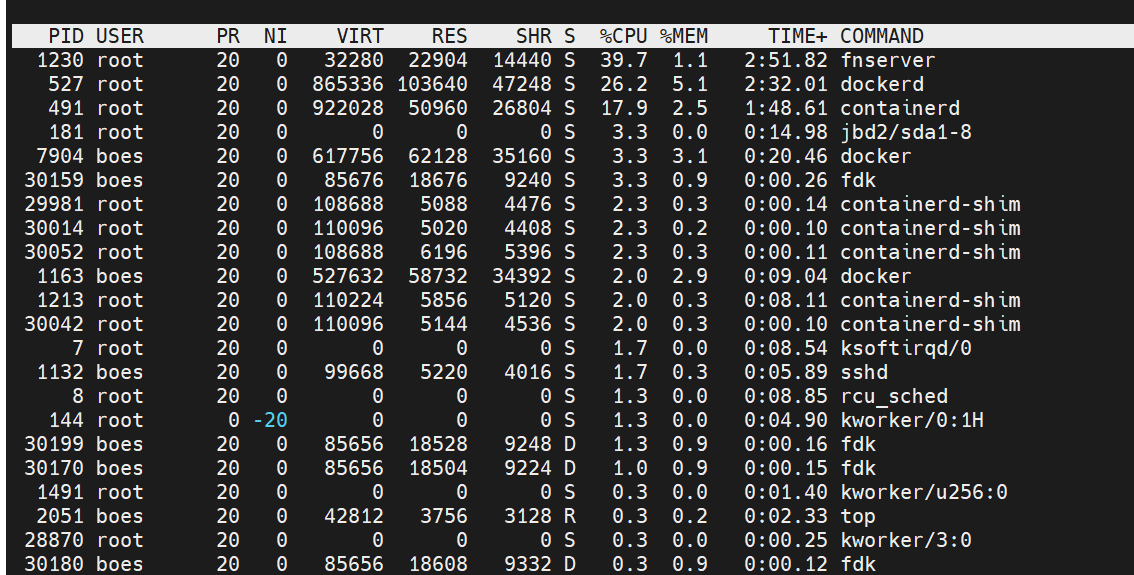 PID USER PR NI VIRT RES SHR S %CPU %MEM TIME+ COMMAND
1230 root 20 0 32280 22904 14440 S 39.7 1.1 2:51.82 fnserver
527 root 20 0 865336 103640 47248 S 26.2 5.1 2:32.01 dockerd
491 root 20 0 922028 50960 26804 S 17.9 2.5 1:48.61 containerd
181 root 20 0 0 0 0 S 3.3 0.0 0:14.98 jbd2/sda1-8
7904 boes 20 0 617756 62128 35160 S 3.3 3.1 0:20.46 docker
30159 boes 20 0 85676 18676 9240 S 3.3 0.9 0:00.26 fdk
29981 root 20 0 108688 5088 4476 S 2.3 0.3 0:00.14 containerd-shim
30014 root 20 0 110096 5020 4408 S 2.3 0.2 0:00.10 containerd-shim
30052 root 20 0 108688 6196 5396 S 2.3 0.3 0:00.11 containerd-shim
1163 boes 20 0 527632 58732 34392 S 2.0 2.9 0:09.04 docker
1213 root 20 0 110224 5856 5120 S 2.0 0.3 0:08.11 containerd-shim
30042 root 20 0 110096 5144 4536 S 2.0 0.3 0:00.10 containerd-shim
7 root 20 0 0 0 0 S 1.7 0.0 0:08.54 ksoftirqd/0
1132 boes 20 0 99668 5220 4016 S 1.7 0.3 0:05.89 sshd
8 root 20 0 0 0 0 S 1.3 0.0 0:08.85 rcu_sched
144 root 0 -20 0 0 0 S 1.3 0.0 0:04.90 kworker/0:1H
30199 boes 20 0 85656 18528 9248 D 1.3 0.9 0:00.16 fdk
30170 boes 20 0 85656 18504 9224 D 1.0 0.9 0:00.15 fdk
1491 root 20 0 0 0 0 S 0.3 0.0 0:01.40 kworker/u256:0
2051 boes 20 0 42812 3756 3128 R 0.3 0.2 0:02.33 top
28870 root 20 0 0 0 0 S 0.3 0.0 0:00.25 kworker/3:0
30180 boes 20 0 85656 18608 9332 D 0.3 0.9 0:00.12 fdk